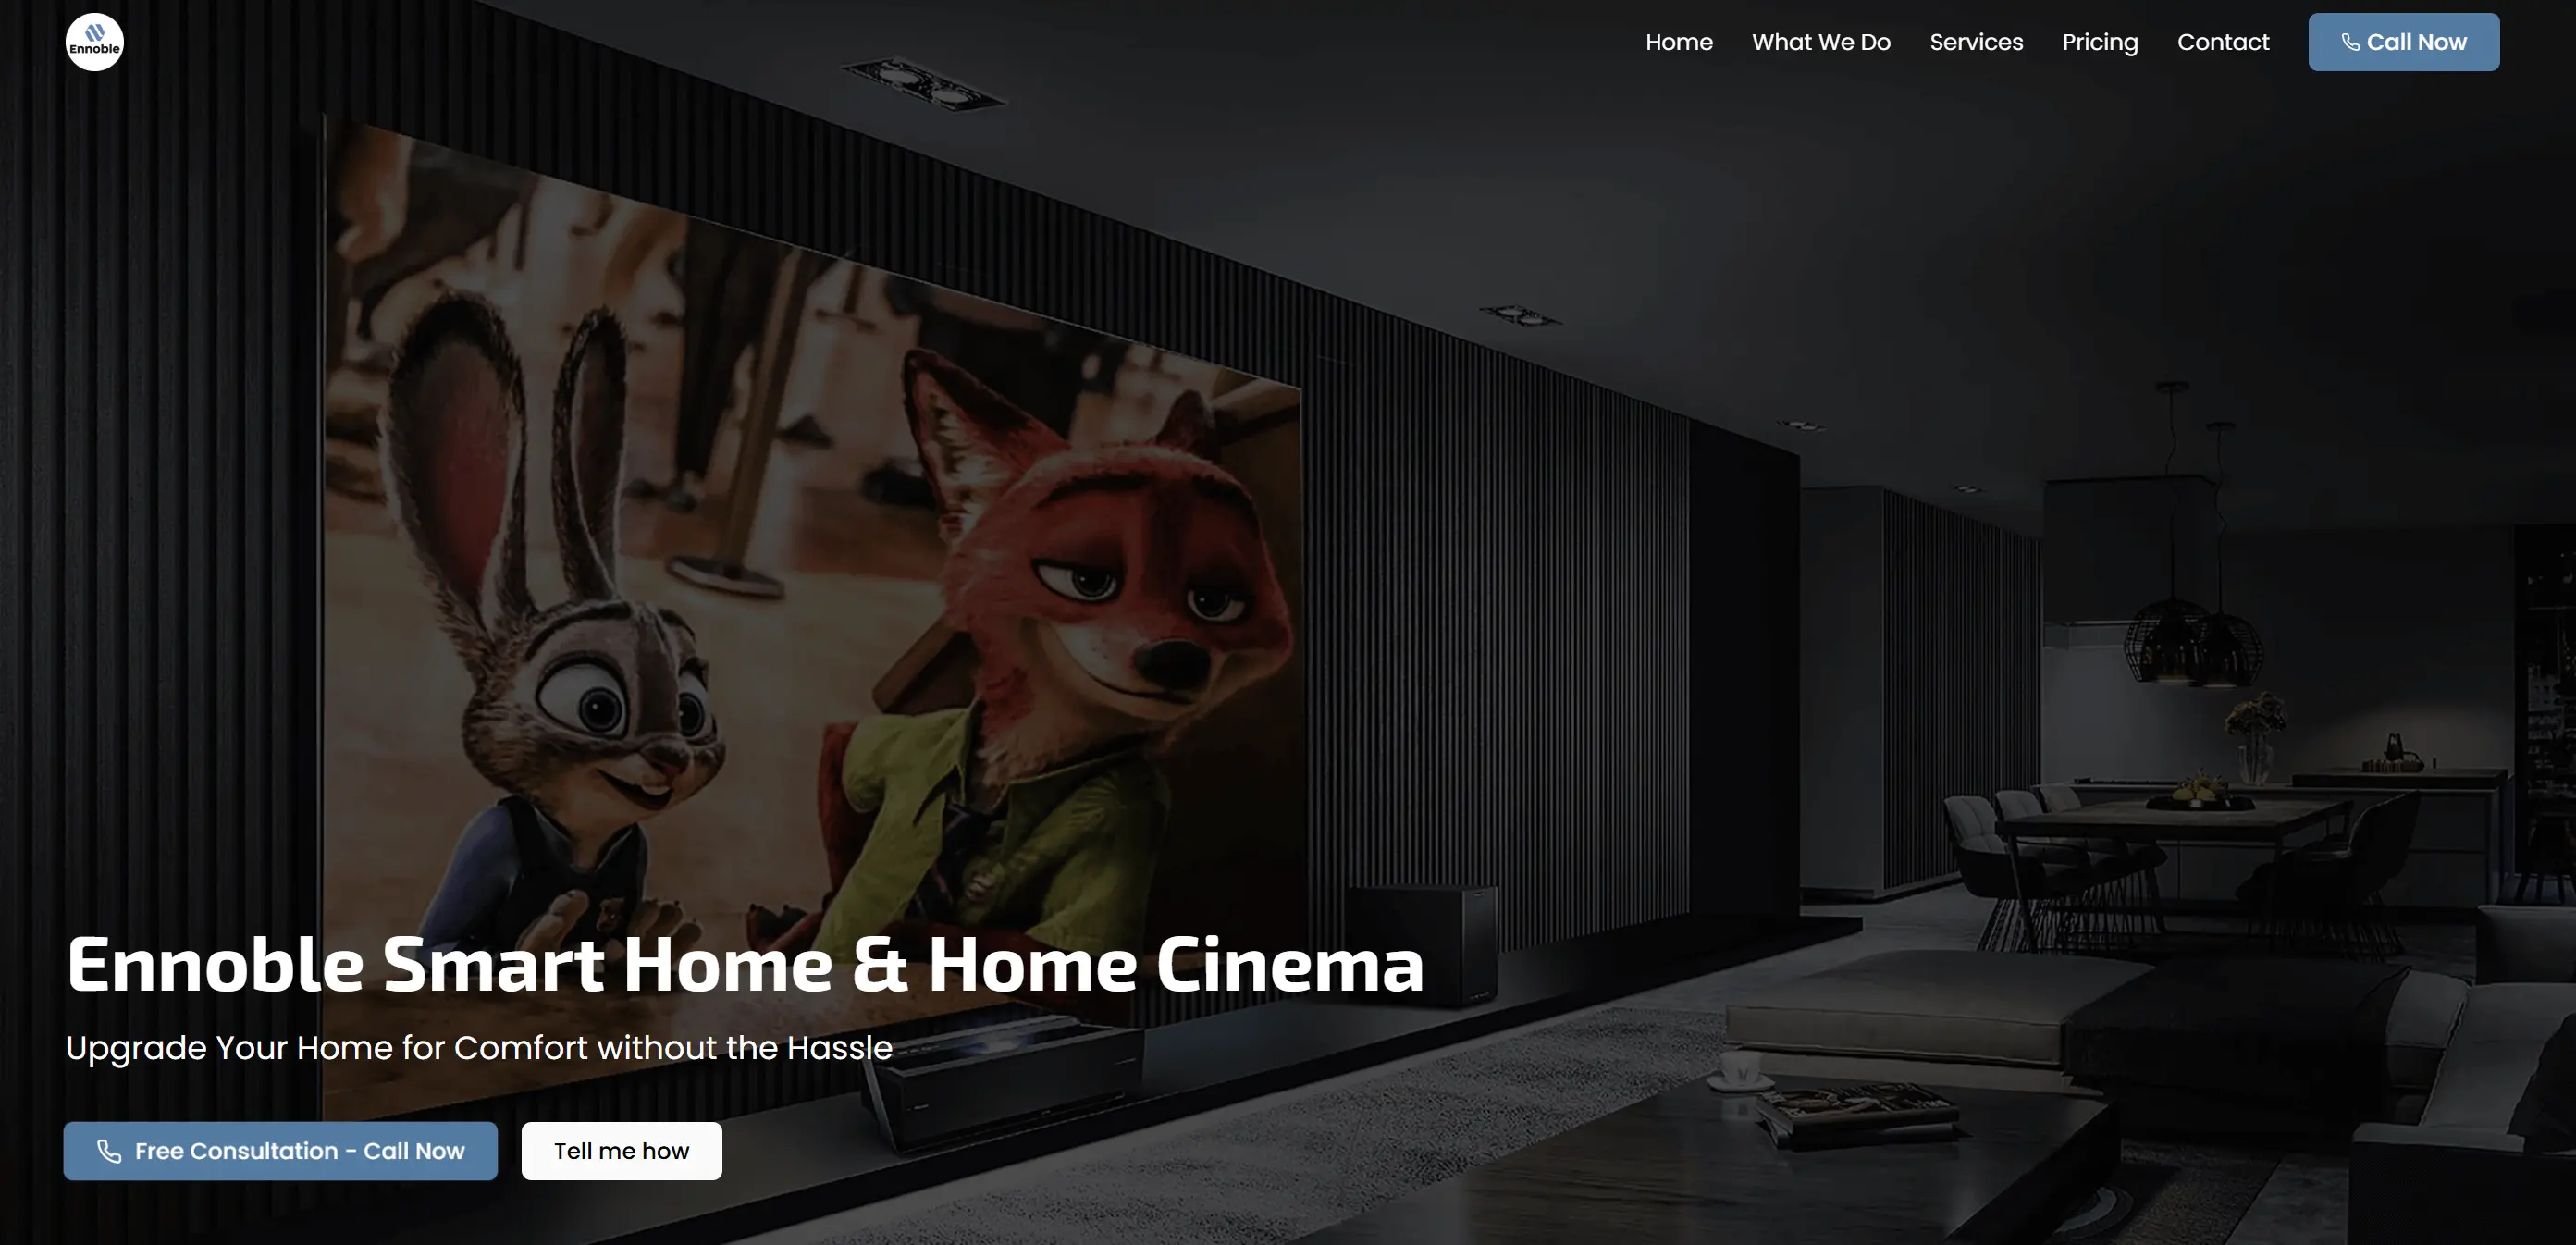 Ennoble
Home
What We Do
Services
Pricing
Contact
Call Now
Ennoble Smart Home & Home Cinema
Upgrade Your Home for Comfort without the Hassle
Free Consultation - Call Now
Tell me how